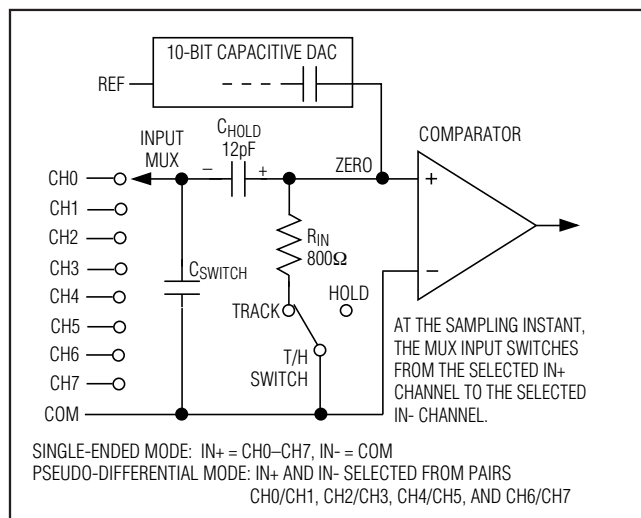 10-BIT CAPACITIVE DAC
REF
COMPARATOR
INPUT
MUX
CHOLD
12pF
–
+
ZERO
CH0
CH1
CH2
CH3
CH4
CH5
CH6
CH7
COM
CSWITCH
RIN
800Ω
TRACK
HOLD
T/H
SWITCH
+
–
AT THE SAMPLING INSTANT,
THE MUX INPUT SWITCHES
FROM THE SELECTED IN+
CHANNEL TO THE SELECTED
IN- CHANNEL.
SINGLE-ENDED MODE: IN+ = CH0–CH7, IN- = COM
PSEUDO-DIFFERENTIAL MODE: IN+ AND IN- SELECTED FROM PAIRS
CH0/CH1, CH2/CH3, CH4/CH5, AND CH6/CH7